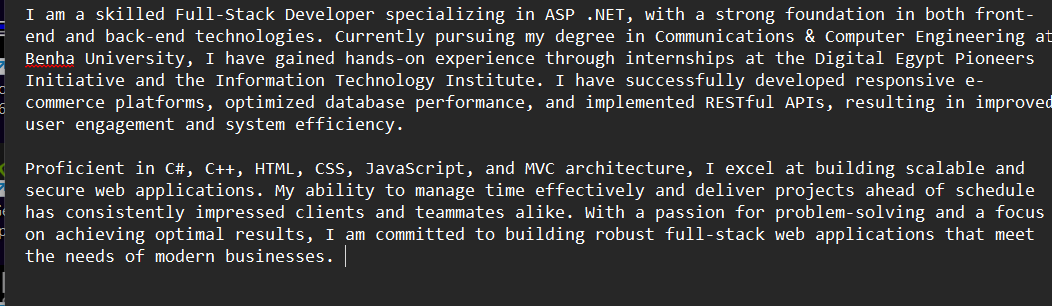 I am a skilled Full-Stack Developer specializing in ASP .NET, with a strong foundation in both front-
end and back-end technologies. Currently pursuing my degree in Communications & Computer Engineering at
Benha University, I have gained hands-on experience through internships at the Digital Egypt Pioneers
Initiative and the Information Technology Institute. I have successfully developed responsive e-
commerce platforms, optimized database performance, and implemented RESTful APIs, resulting in improved
user engagement and system efficiency.

Proficient in C#, C++, HTML, CSS, JavaScript, and MVC architecture, I excel at building scalable and
secure web applications. My ability to manage time effectively and deliver projects ahead of schedule
has consistently impressed clients and teammates alike. With a passion for problem-solving and a focus
on achieving optimal results, I am committed to building robust full-stack web applications that meet
the needs of modern businesses.